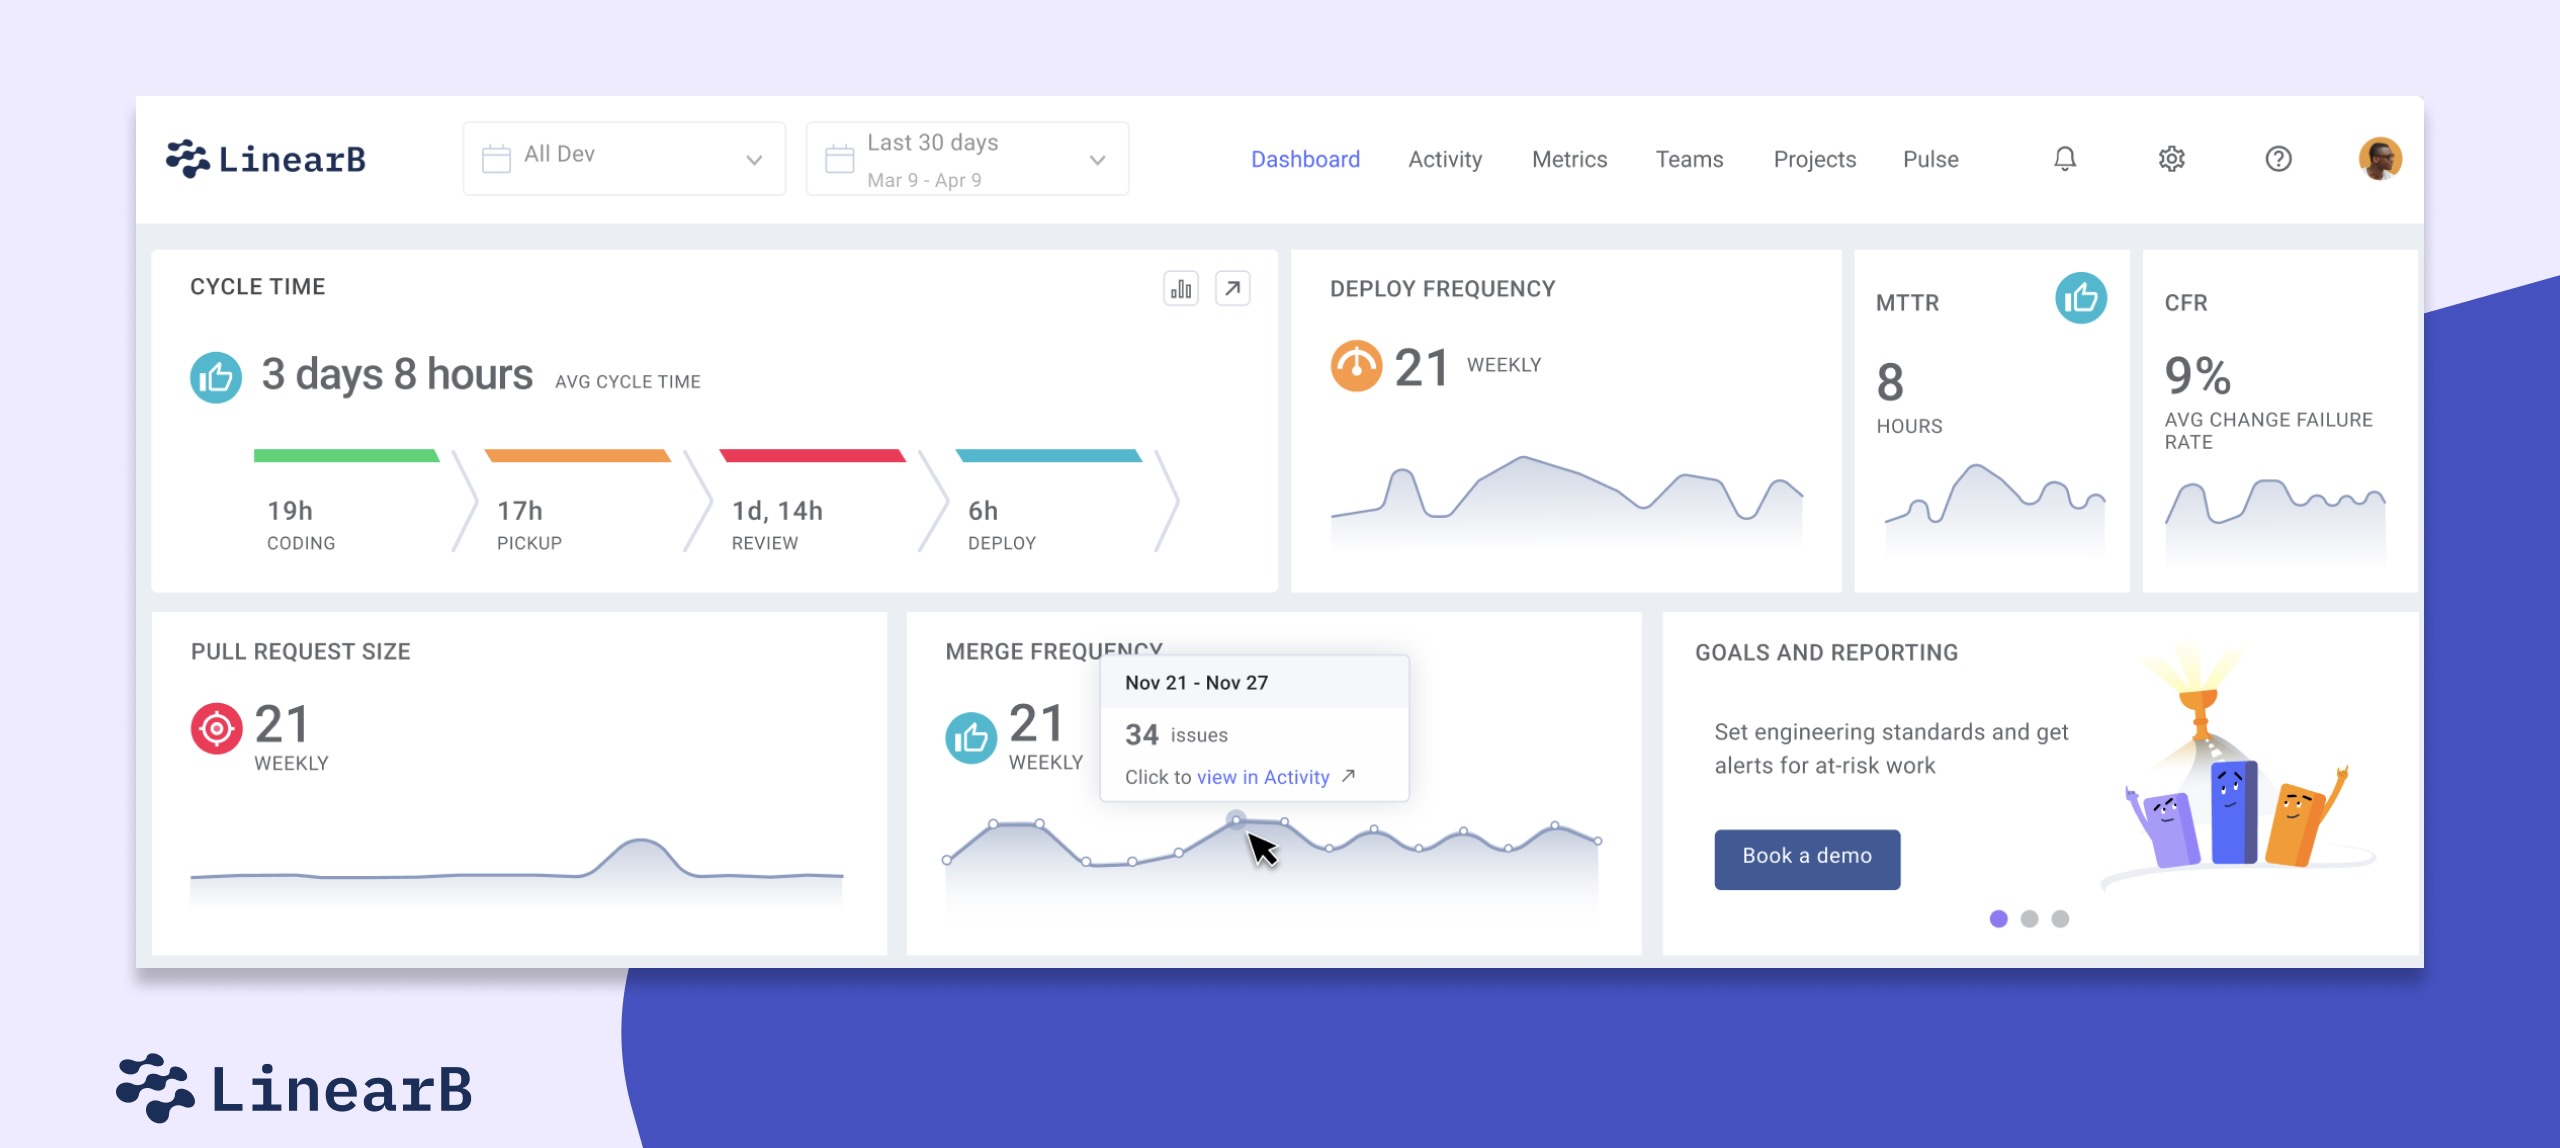 LinearB
All Dev
Last 30 days
Mar 9 - Apr 9
Dashboard
Activity
Metrics
Teams
Projects
Pulse
CYCLE TIME
3 days 8 hours AVG CYCLE TIME
19h
CODING
17h
PICKUP
1d, 14h
REVIEW
6h
DEPLOY
DEPLOY FREQUENCY
21 WEEKLY
MTTR
8
HOURS
CFR
9%
AVG CHANGE FAILURE
RATE
PULL REQUEST SIZE
21
WEEKLY
MERGE FREQUENCY
21
WEEKLY
Nov 21 - Nov 27
34 issues
Click to view in Activity
GOALS AND REPORTING
Set engineering standards and get
alerts for at-risk work
Book a demo
LinearB